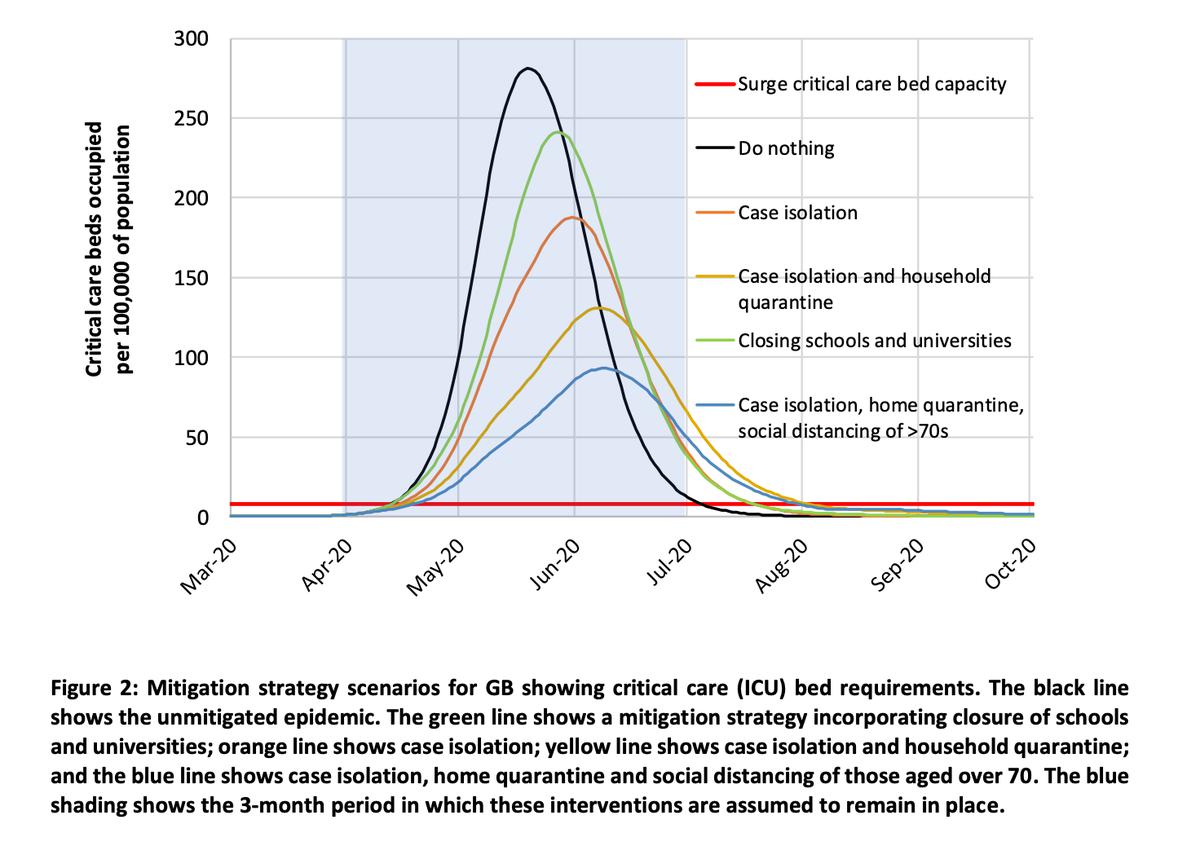 300
250
200
150
100
50
0
Critical care beds occupied
per 100,000 of population
Surge critical care bed capacity
Do nothing
Case isolation
Case isolation and household
quarantine
Closing schools and universities
Case isolation, home quarantine,
social distancing of >70s
Mar-20
Apr-20
May-20
Jun-20
Jul-20
Aug-20
Sep-20
Oct-20
Figure 2: Mitigation strategy scenarios for GB showing critical care (ICU) bed requirements. The black line
shows the unmitigated epidemic. The green line shows a mitigation strategy incorporating closure of schools
and universities; orange line shows case isolation; yellow line shows case isolation and household quarantine;
and the blue line shows case isolation, home quarantine and social distancing of those aged over 70. The blue
shading shows the 3-month period in which these interventions are assumed to remain in place.